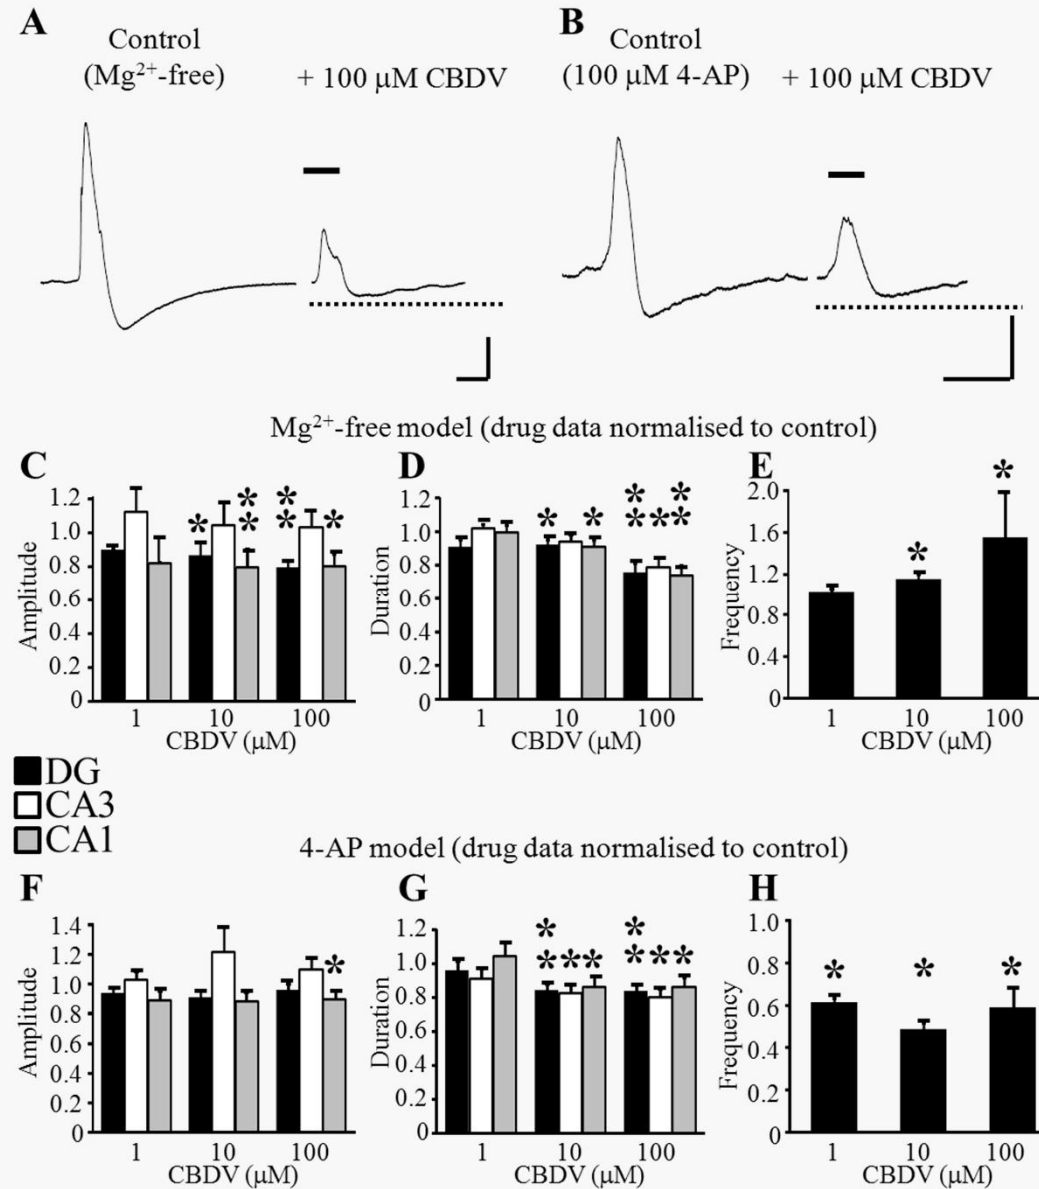 A
B
Control
(Mg²⁺-free)
+ 100 μM CBDV
Control
(100 μM 4-AP)
+ 100 μM CBDV
Mg²⁺-free model (drug data normalised to control)
C
D
E
Amplitude
1.2
1.0
0.8
0.6
0.4
0.2
0
* ** ** *
1 10 100
CBDV (μM)
Duration
1.2
1.0
0.8
0.6
0.4
0.2
0
* * ** * **
1 10 100
CBDV (μM)
Frequency
2.0
1.6
1.2
0.4
0
* *
1 10 100
CBDV (μM)
DG
CA3
CA1
4-AP model (drug data normalised to control)
F
G
H
Amplitude
1.4
1.2
1.0
0.8
0.6
0.4
0.2
0
*
1 10 100
CBDV (μM)
Duration
1.2
1.0
0.8
0.6
0.4
0.2
0
** * * ** * *
1 10 100
CBDV (μM)
Frequency
1.0
0.8
0.6
0.4
0.2
0
* * *
1 10 100
CBDV (μM)